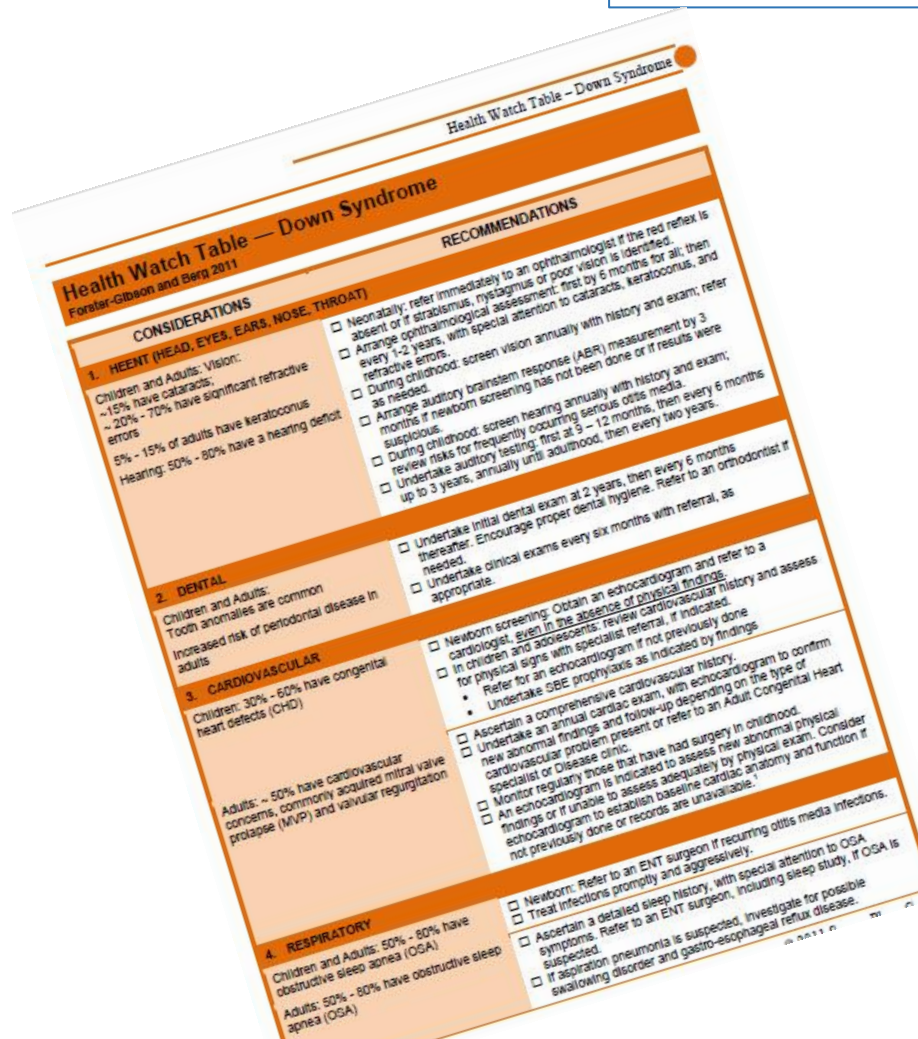 Health Watch Table – Down Syndrome
Health Watch Table — Down Syndrome
Forster-Gibson and Berg 2011
CONSIDERATIONS
RECOMMENDATIONS
1. HEENT (HEAD, EYES, EARS, NOSE, THROAT)
Children and Adults: Vision:
~15% have cataracts;
~ 20% - 70% have significant refractive
errors
5% - 15% of adults have keratoconus
Hearing: 50% - 80% have a hearing deficit
☐ Neonatally: refer immediately to an ophthalmologist if the red reflex is
absent or if strabismus, nystagmus or poor vision is identified.
☐ Arrange ophthalmological assessment: first by 6 months for all; then
every 1-2 years, with special attention to cataracts, keratoconus, and
refractive errors.
☐ During childhood: screen vision annually with history and exam; refer
as needed.
☐ Arrange auditory brainstem response (ABR) measurement by 3
months if newborn screening has not been done or if results were
suspicious.
☐ During childhood: screen hearing annually with history and exam;
review risks for frequently occurring serious otitis media.
☐ Undertake auditory testing: first at 9 – 12 months, then every 6 months
up to 3 years, annually until adulthood, then every two years.
2. DENTAL
Children and Adults:
Tooth anomalies are common
Increased risk of periodontal disease in
adults
☐ Undertake initial dental exam at 2 years, then every 6 months
thereafter. Encourage proper dental hygiene. Refer to an orthodontist if
needed.
☐ Undertake clinical exams every six months with referral, as
appropriate.
3. CARDIOVASCULAR
Children: 30% - 60% have congenital
heart defects (CHD)
☐ Newborn screening: Obtain an echocardiogram and refer to a
cardiologist, even in the absence of physical findings.
☐ In children and adolescents: review cardiovascular history and assess
for physical signs with specialist referral, if indicated.
• Refer for an echocardiogram if not previously done
• Undertake SBE prophylaxis as indicated by findings
Adults: ~ 50% have cardiovascular
concerns, commonly acquired mitral valve
prolapse (MVP) and valvular regurgitation
☐ Ascertain a comprehensive cardiovascular history.
☐ Undertake an annual cardiac exam, with echocardiogram to confirm
new abnormal findings and follow-up depending on the type of
cardiovascular problem present or refer to an Adult Congenital Heart
specialist or Disease clinic.
☐ Monitor regularly those that have had surgery in childhood.
☐ An echocardiogram is indicated to assess new abnormal physical
findings or if unable to assess adequately by physical exam. Consider
echocardiogram to establish baseline cardiac anatomy and function if
not previously done or records are unavailable.¹
4. RESPIRATORY
Children and Adults: 50% - 80% have
obstructive sleep apnea (OSA)
☐ Newborn: Refer to an ENT surgeon if recurring otitis media infections.
☐ Treat infections promptly and aggressively.
Adults: 50% - 80% have obstructive sleep
apnea (OSA)
☐ Ascertain a detailed sleep history, with special attention to OSA
symptoms. Refer to an ENT surgeon, including sleep study, if OSA is
suspected.
☐ If aspiration pneumonia is suspected, investigate for possible
swallowing disorder and gastro-esophageal reflux disease.